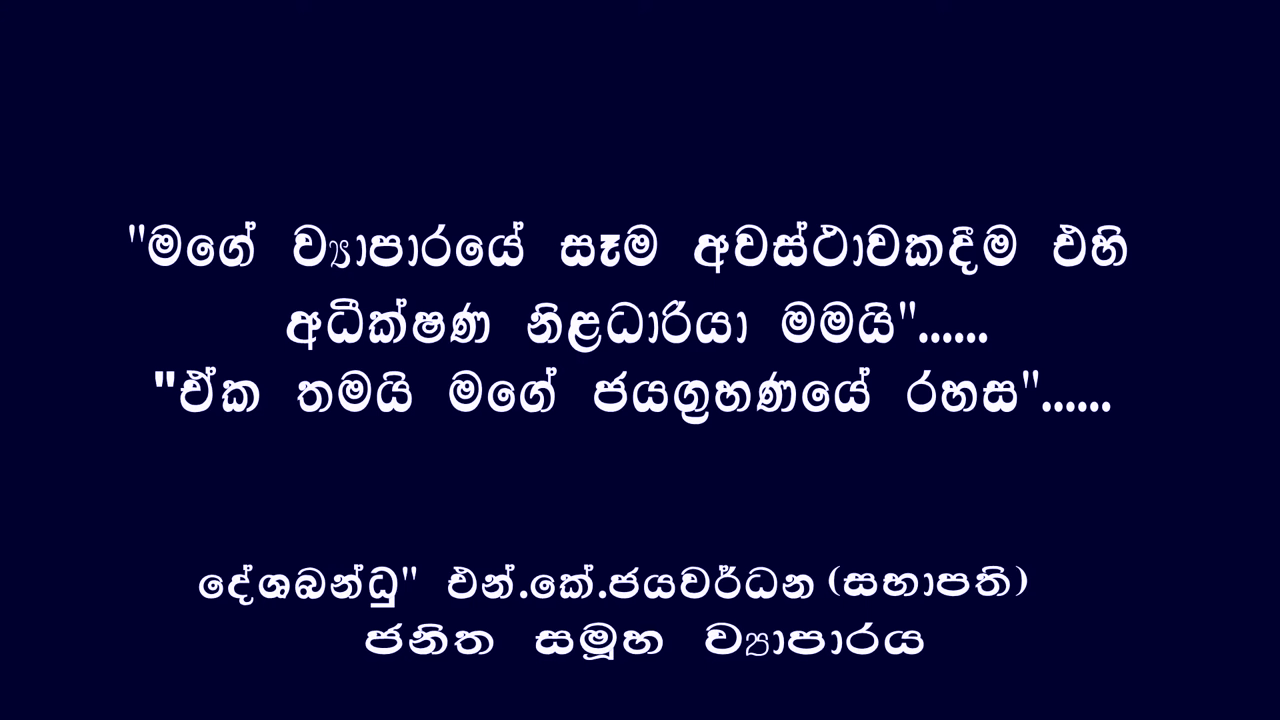 "මගේ ව්‍යාපාරයේ සෑම අවස්ථාවකදීම එහි
අධීක්ෂණ නිළධාරියා මමයි"......
"ඒක තමයි මගේ ජයග්‍රහණයේ රහස"......
දේශබන්ධු" එන්.කේ.ජයවර්ධන (සභාපති)
ජනිත සමූහ ව්‍යාපාරය